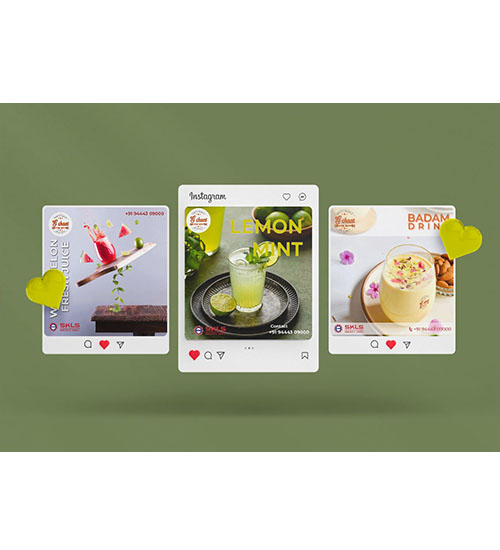 Instagram
+91 94443 09000
WATERMELON
FRESH JUICE
SKLS
LEMON
MINT
SKLS
Contact
+91 94443 09000
BADAM
DRINK
SKLS
+91 94443 09000